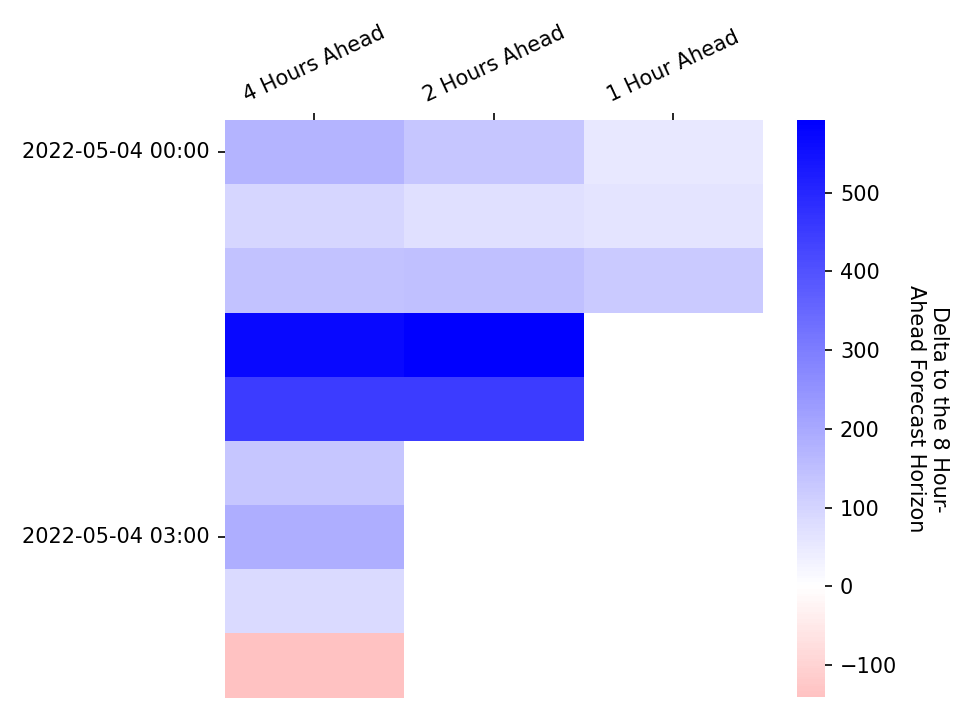 4 Hours Ahead
2 Hours Ahead
1 Hour Ahead
2022-05-04 00:00
2022-05-04 03:00
500
400
300
200
100
0
−100
Delta to the 8 Hour-
Ahead Forecast Horizon